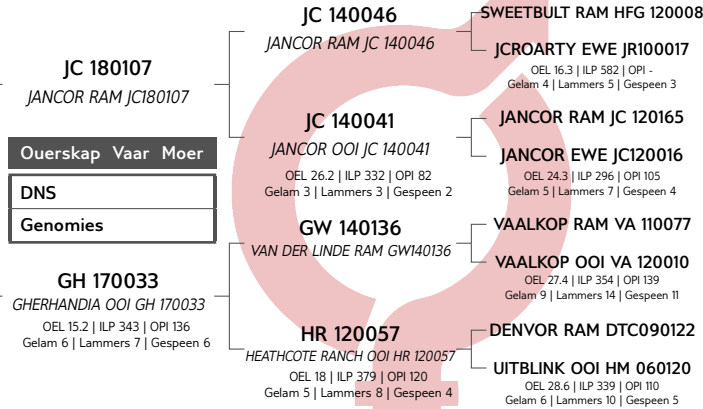 JC 180107
JANCOR RAM JC180107
Ouerskap Vaar Moer
DNS
Genomies
GH 170033
GHERHANDIA OOI GH 170033
OEL 15.2 | ILP 343 | OPI 136
Gelam 6 | Lammers 7 | Gespeen 6
JC 140046
JANCOR RAM JC 140046
JC 140041
JANCOR OOI JC 140041
OEL 26.2 | ILP 332 | OPI 82
Gelam 3 | Lammers 3 | Gespeen 2
GW 140136
VAN DER LINDE RAM GW140136
HR 120057
HEATHCOTE RANCH OOI HR 120057
OEL 18 | ILP 379 | OPI 120
Gelam 5 | Lammers 8 | Gespeen 4
SWEETBULT RAM HFG 120008
JCROARTY EWE JR100017
OEL 16.3 | ILP 582 | OPI -
Gelam 4 | Lammers 5 | Gespeen 3
JANCOR RAM JC 120165
JANCOR EWE JC120016
OEL 24.3 | ILP 296 | OPI 105
Gelam 5 | Lammers 7 | Gespeen 4
VAALKOP RAM VA 110077
VAALKOP OOI VA 120010
OEL 27.4 | ILP 354 | OPI 139
Gelam 9 | Lammers 14 | Gespeen 11
DENVOR RAM DTC090122
UITBLINK OOI HM 060120
OEL 28.6 | ILP 339 | OPI 110
Gelam 6 | Lammers 10 | Gespeen 5